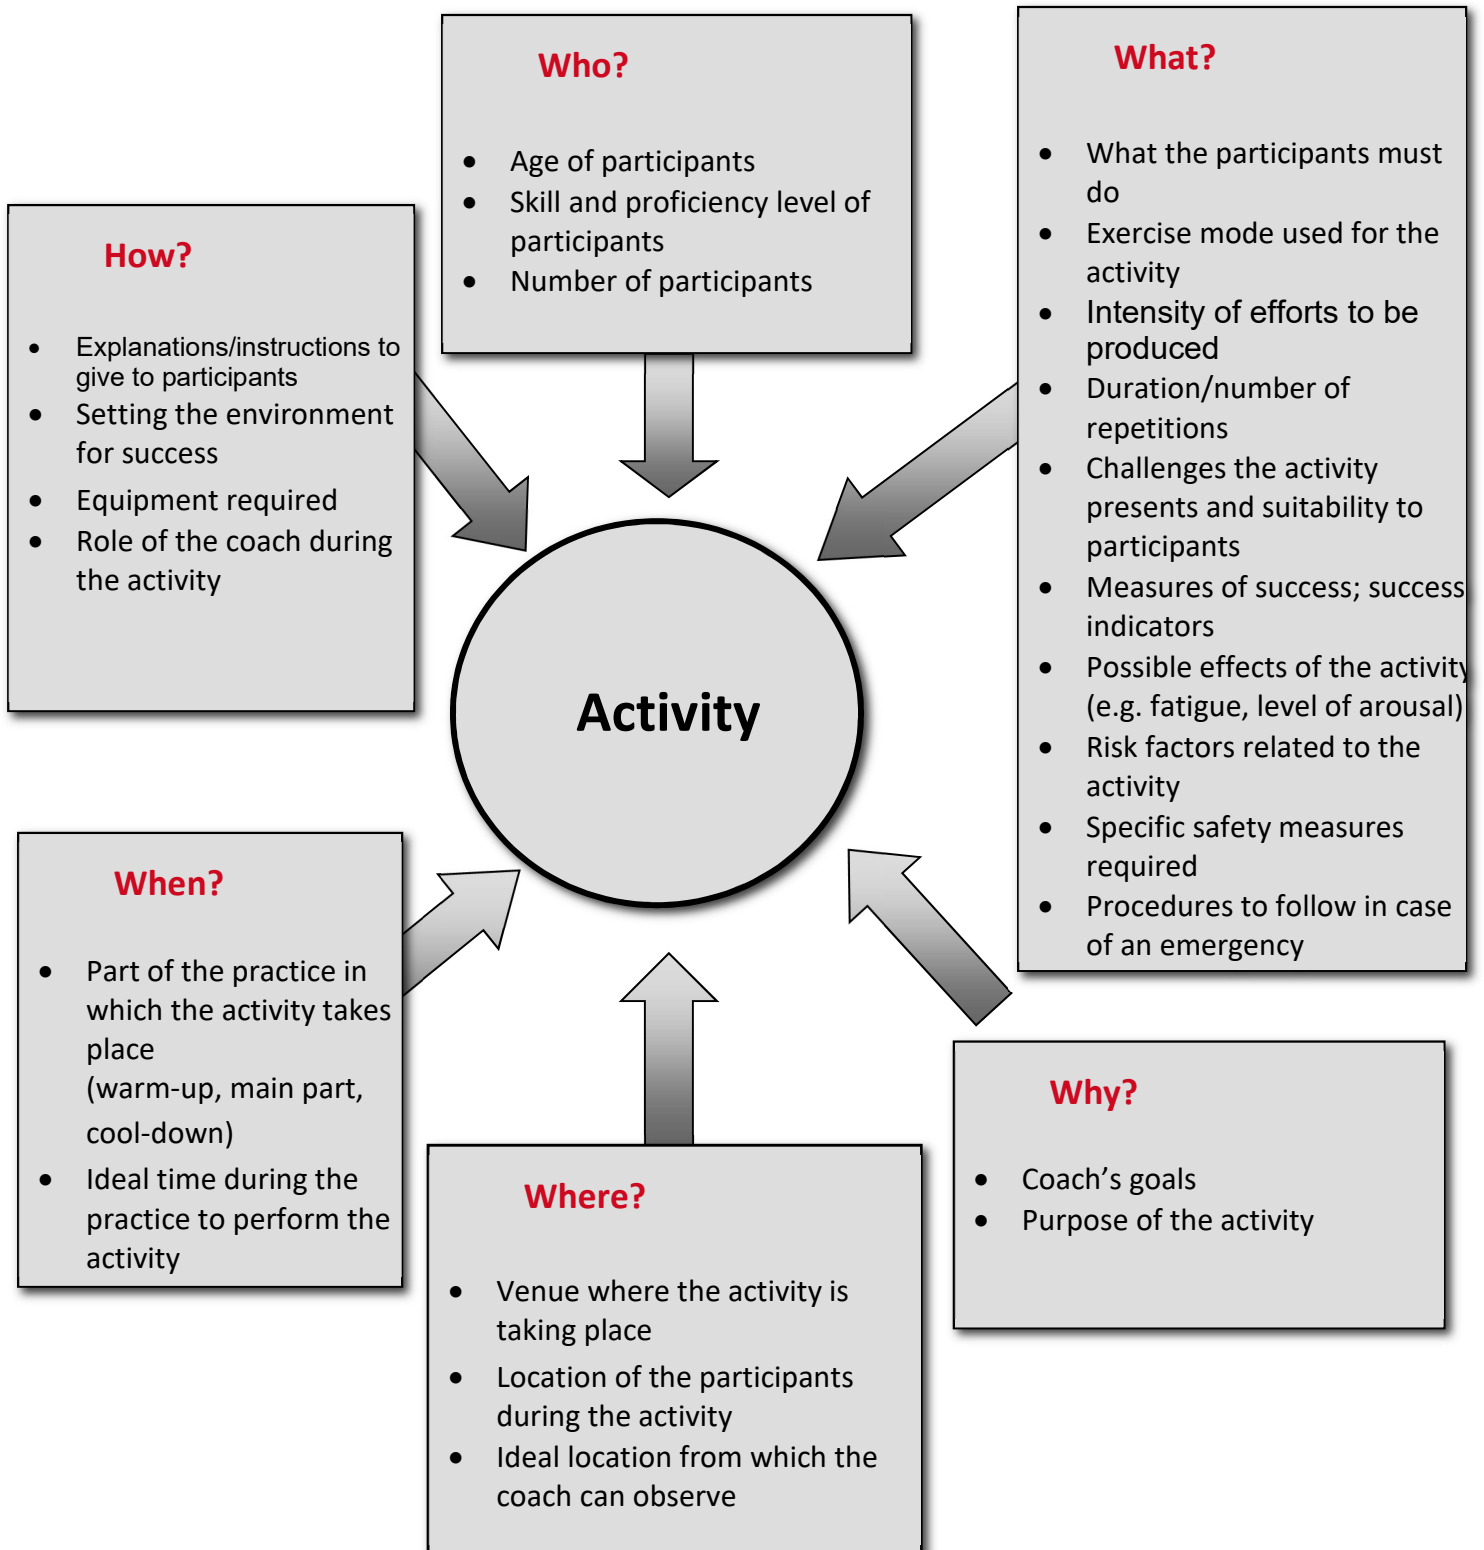 Who?
• Age of participants
• Skill and proficiency level of
participants
• Number of participants
What?
• What the participants must
do
• Exercise mode used for the
activity
• Intensity of efforts to be
produced
• Duration/number of
repetitions
• Challenges the activity
presents and suitability to
participants
• Measures of success; success
indicators
• Possible effects of the activity
(e.g. fatigue, level of arousal)
• Risk factors related to the
activity
• Specific safety measures
required
• Procedures to follow in case
of an emergency
How?
• Explanations/instructions to
give to participants
• Setting the environment
for success
• Equipment required
• Role of the coach during
the activity
Activity
When?
• Part of the practice in
which the activity takes
place
(warm-up, main part,
cool-down)
• Ideal time during the
practice to perform the
activity
Where?
• Venue where the activity is
taking place
• Location of the participants
during the activity
• Ideal location from which the
coach can observe
Why?
• Coach’s goals
• Purpose of the activity